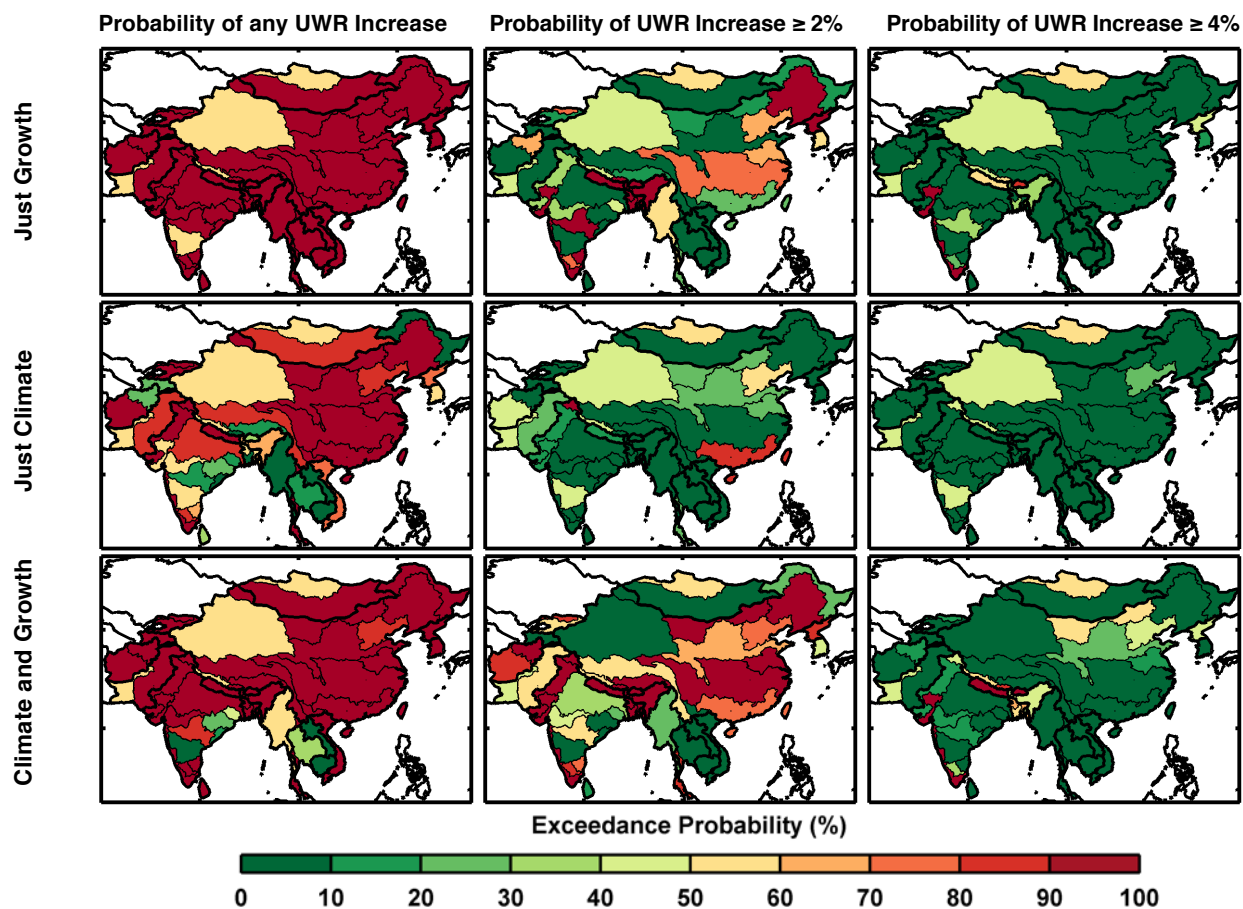 Probability of any UWR Increase
Probability of UWR Increase ≥ 2%
Probability of UWR Increase ≥ 4%
Just Growth
Just Climate
Climate and Growth
Exceedance Probability (%)
0 10 20 30 40 50 60 70 80 90 100